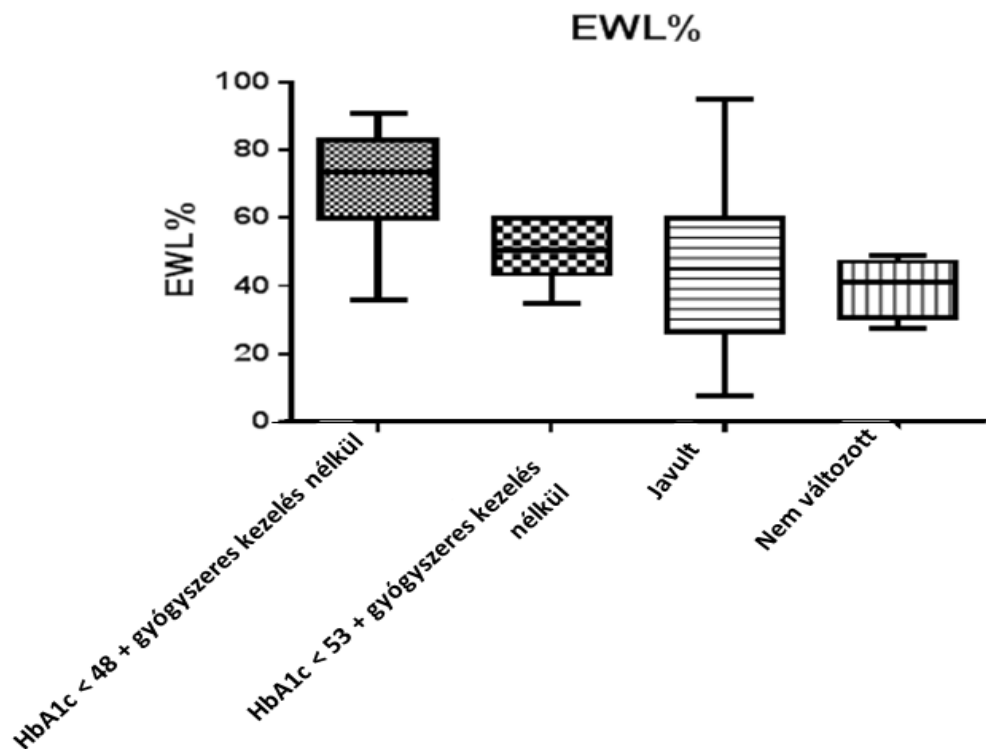 EWL%
EWL%
100
80
60
40
20
0
HbA1c < 48 + gyógyszeres kezelés nélkül
HbA1c < 53 + gyógyszeres kezelés
nélkül
Javult
Nem változott